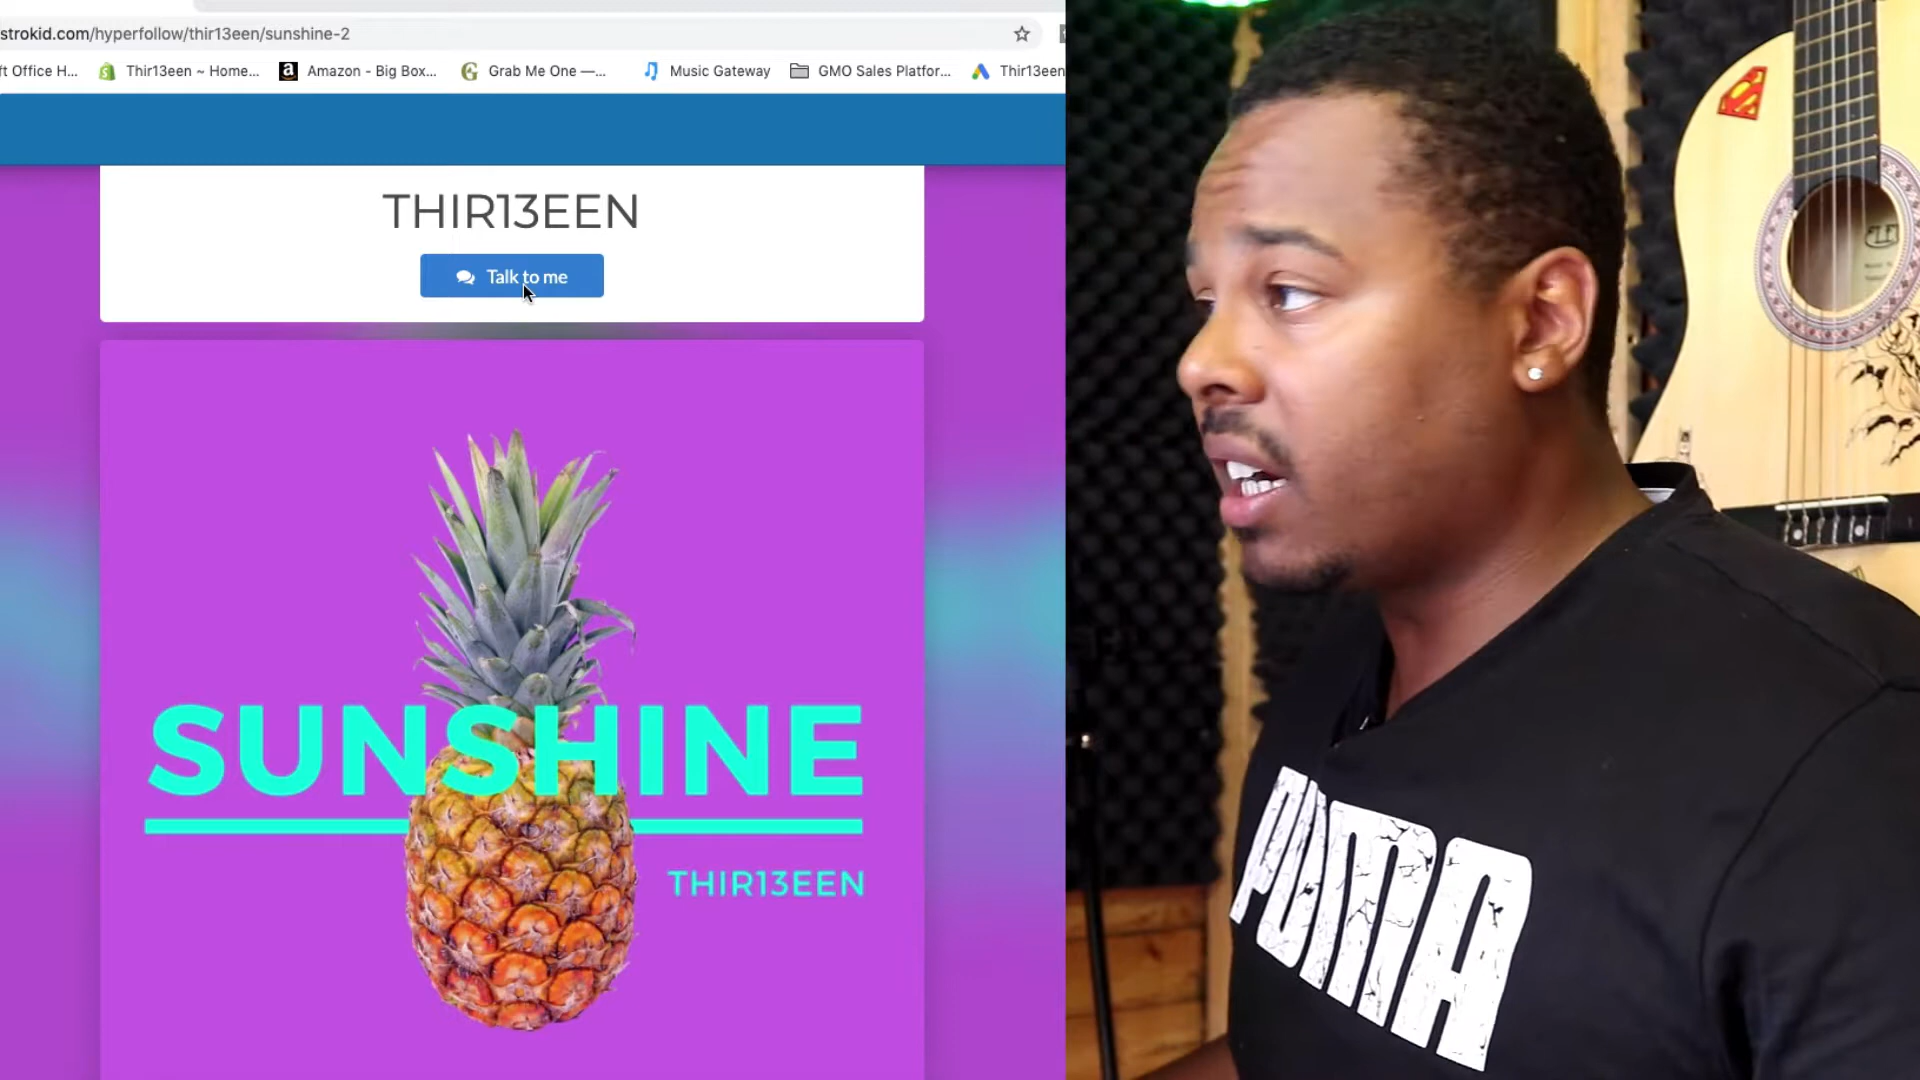 strokid.com/hyperfollow/thir13een/sunshine-2
ft Office H... Thir13een ~ Home... Amazon - Big Box... Grab Me One —... Music Gateway GMO Sales Platfor... Thir13een
THIR13EEN
Talk to me
SUNSHINE
THIR13EEN
PUMA